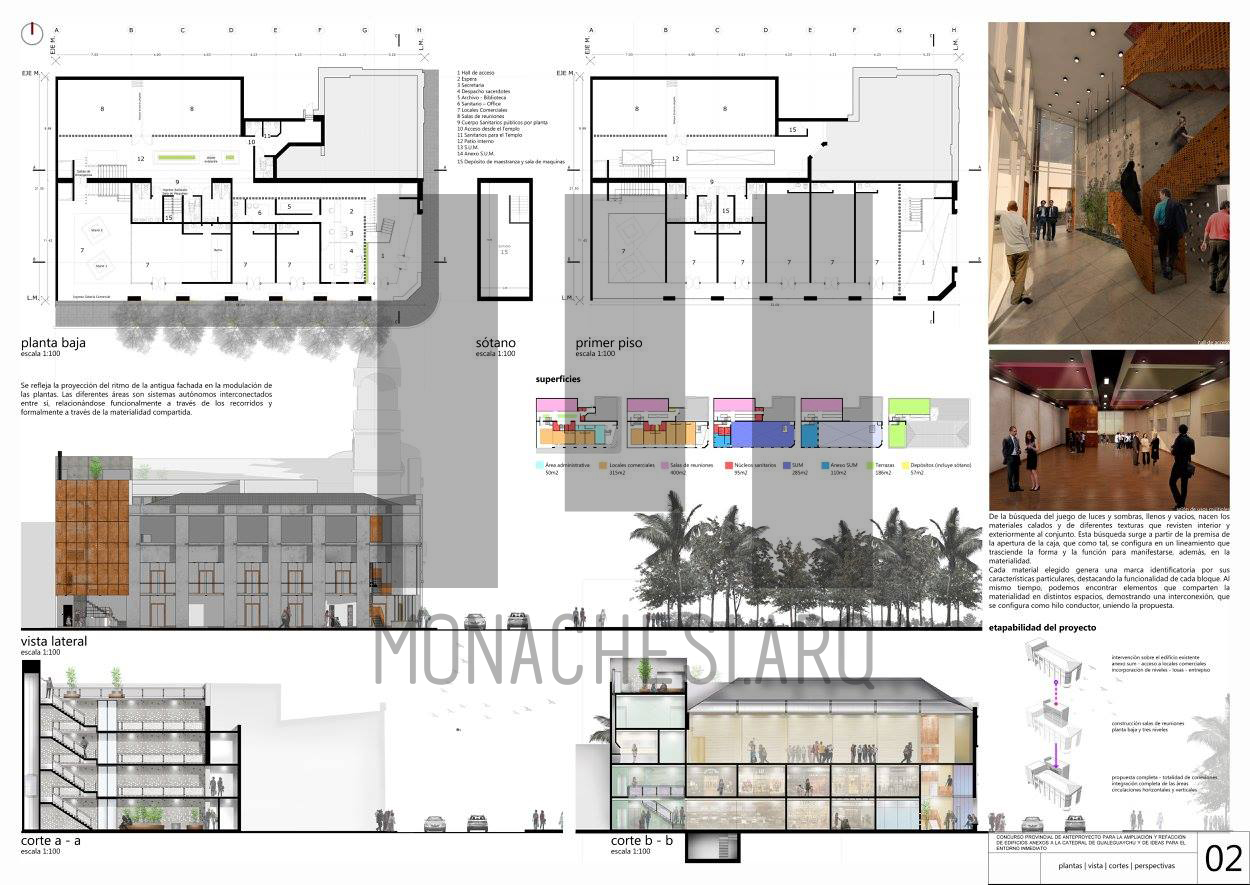 A B C D E F G H
EJE M.
L.M.
EJE M.
L.M.
1 Hall de acceso
2 Espera
3 Secretaria
4 Despacho sacerdotes
5 Archivo - Biblioteca
6 Sanitario - Office
7 Locales Comerciales
8 Salas de reuniones
9 Cuerpo Sanitarios públicos por planta
10 Acceso desde el Templo
11 Sanitarios para el Templo
12 Patio interno
13 S.U.M.
14 Anexo S.U.M.
15 Depósito de maestranza y sala de maquinas
8 8
10 11
12
9
15 6 5 2
3
4
7 7 7 7 1
planta baja
escala 1:100
15
sótano
escala 1:100
A B C D E F G H
EJE M.
L.M.
EJE M.
8 8
15
12
9
15
7 7 7 7 7 7 1
L.M.
primer piso
escala 1:100
Se refleja la proyección del ritmo de la antigua fachada en la modulación de
las plantas. Las diferentes áreas son sistemas autónomos interconectados
entre sí, relacionándose funcionalmente a través de los recorridos y
formalmente a través de la materialidad compartida.
superficies
Área administrativa
50m2
Locales comerciales
315m2
Salas de reuniones
400m2
Núcleos sanitarios
95m2
SUM
285m2
Anexo SUM
110m2
Terrazas
186m2
Depósitos (incluye sótano)
57m2
hall de acceso
salón de usos múltiples
De la búsqueda del juego de luces y sombras, llenos y vacíos, nacen los
materiales calados y de diferentes texturas que revisten interior y
exteriormente al conjunto. Esta búsqueda surge a partir de la premisa de
la apertura de la caja, que como tal, se configura en un lineamiento que
trasciende la forma y la función para manifestarse, además, en la
materialidad.
Cada material elegido genera una marca identificatoria por sus
características particulares, destacando la funcionalidad de cada bloque. Al
mismo tiempo, podemos encontrar elementos que comparten la
materialidad en distintos espacios, demostrando una interconexión, que
se configura como hilo conductor, uniendo la propuesta.
vista lateral
escala 1:100
MONACHESI.ARQ
etapabilidad del proyecto
intervención sobre el edificio existente
anexo sum - acceso a locales comerciales
incorporación de niveles - losas - entrepiso
construcción salas de reuniones
planta baja y tres niveles
propuesta completa - totalidad de conexiones
integración completa de las áreas
circulaciones horizontales y verticales
corte a - a
escala 1:100
corte b - b
escala 1:100
CONCURSO PROVINCIAL DE ANTEPROYECTO PARA LA AMPLIACIÓN Y REFACCIÓN
DE EDIFICIOS ANEXOS A LA CATEDRAL DE GUALEGUAYCHU Y DE IDEAS PARA EL
ENTORNO INMEDIATO
plantas | vista | cortes | perspectivas
02